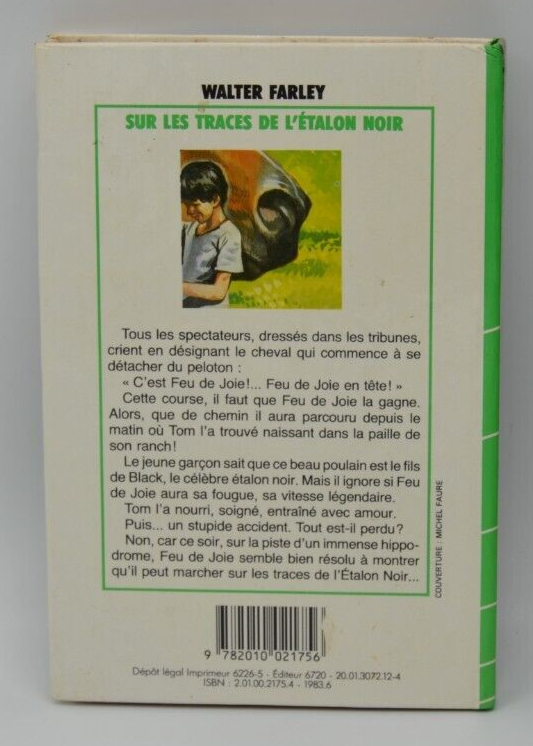 WALTER FARLEY
SUR LES TRACES DE L'ÉTALON NOIR
Tous les spectateurs, dressés dans les tribunes,
crient en désignant le cheval qui commence à se
détacher du peloton :
« C'est Feu de Joie!... Feu de Joie en tête! »
Cette course, il faut que Feu de Joie la gagne.
Alors, que de chemin il aura parcouru depuis le
matin où Tom l'a trouvé naissant dans la paille de
son ranch!
Le jeune garçon sait que ce beau poulain est le fils
de Black, le célèbre étalon noir. Mais il ignore si Feu
de Joie aura sa fougue, sa vitesse légendaire.
Tom l'a nourri, soigné, entraîné avec amour.
Puis... un stupide accident. Tout est-il perdu?
Non, car ce soir, sur la piste d'un immense hippo-
drome, Feu de Joie semble bien résolu à montrer
qu'il peut marcher sur les traces de l'Étalon Noir...
COUVERTURE : MICHEL FAURE
9 782010 021756
Dépôt légal Imprimeur 6226-5 - Éditeur 6720 - 20.01.3072.12-4
ISBN : 2.01.00.2175.4 - 1983.6